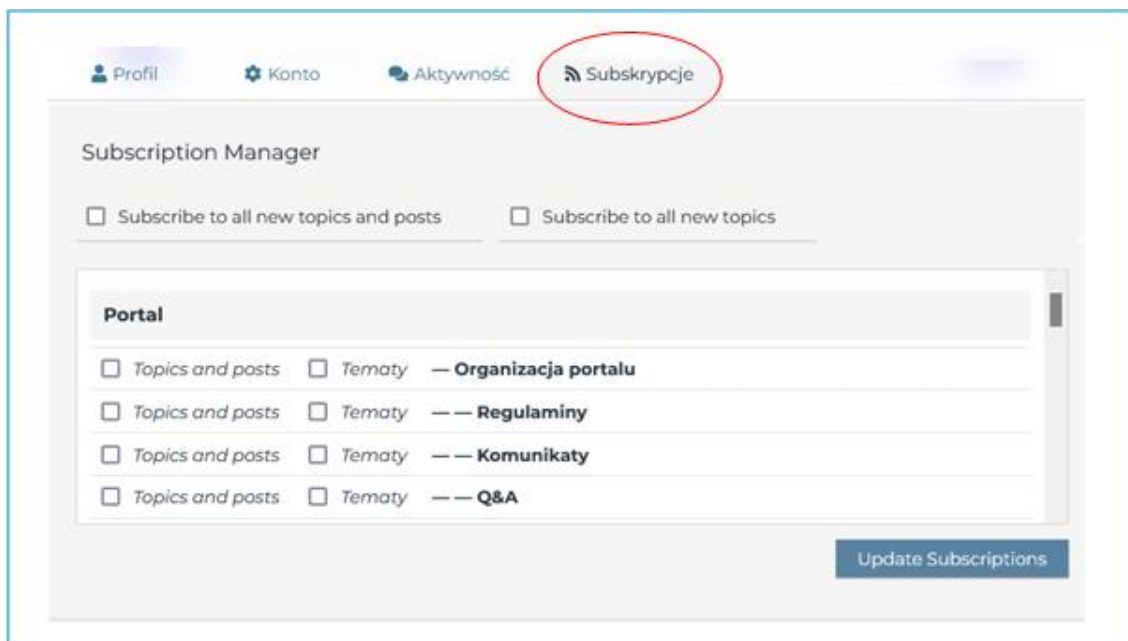 Profil Konto Aktywność Subskrypcje
Subscription Manager
Subscribe to all new topics and posts Subscribe to all new topics
Portal
Topics and posts Tematy — Organizacja portalu
Topics and posts Tematy — — Regulaminy
Topics and posts Tematy — — Komunikaty
Topics and posts Tematy — — Q&A
Update Subscriptions